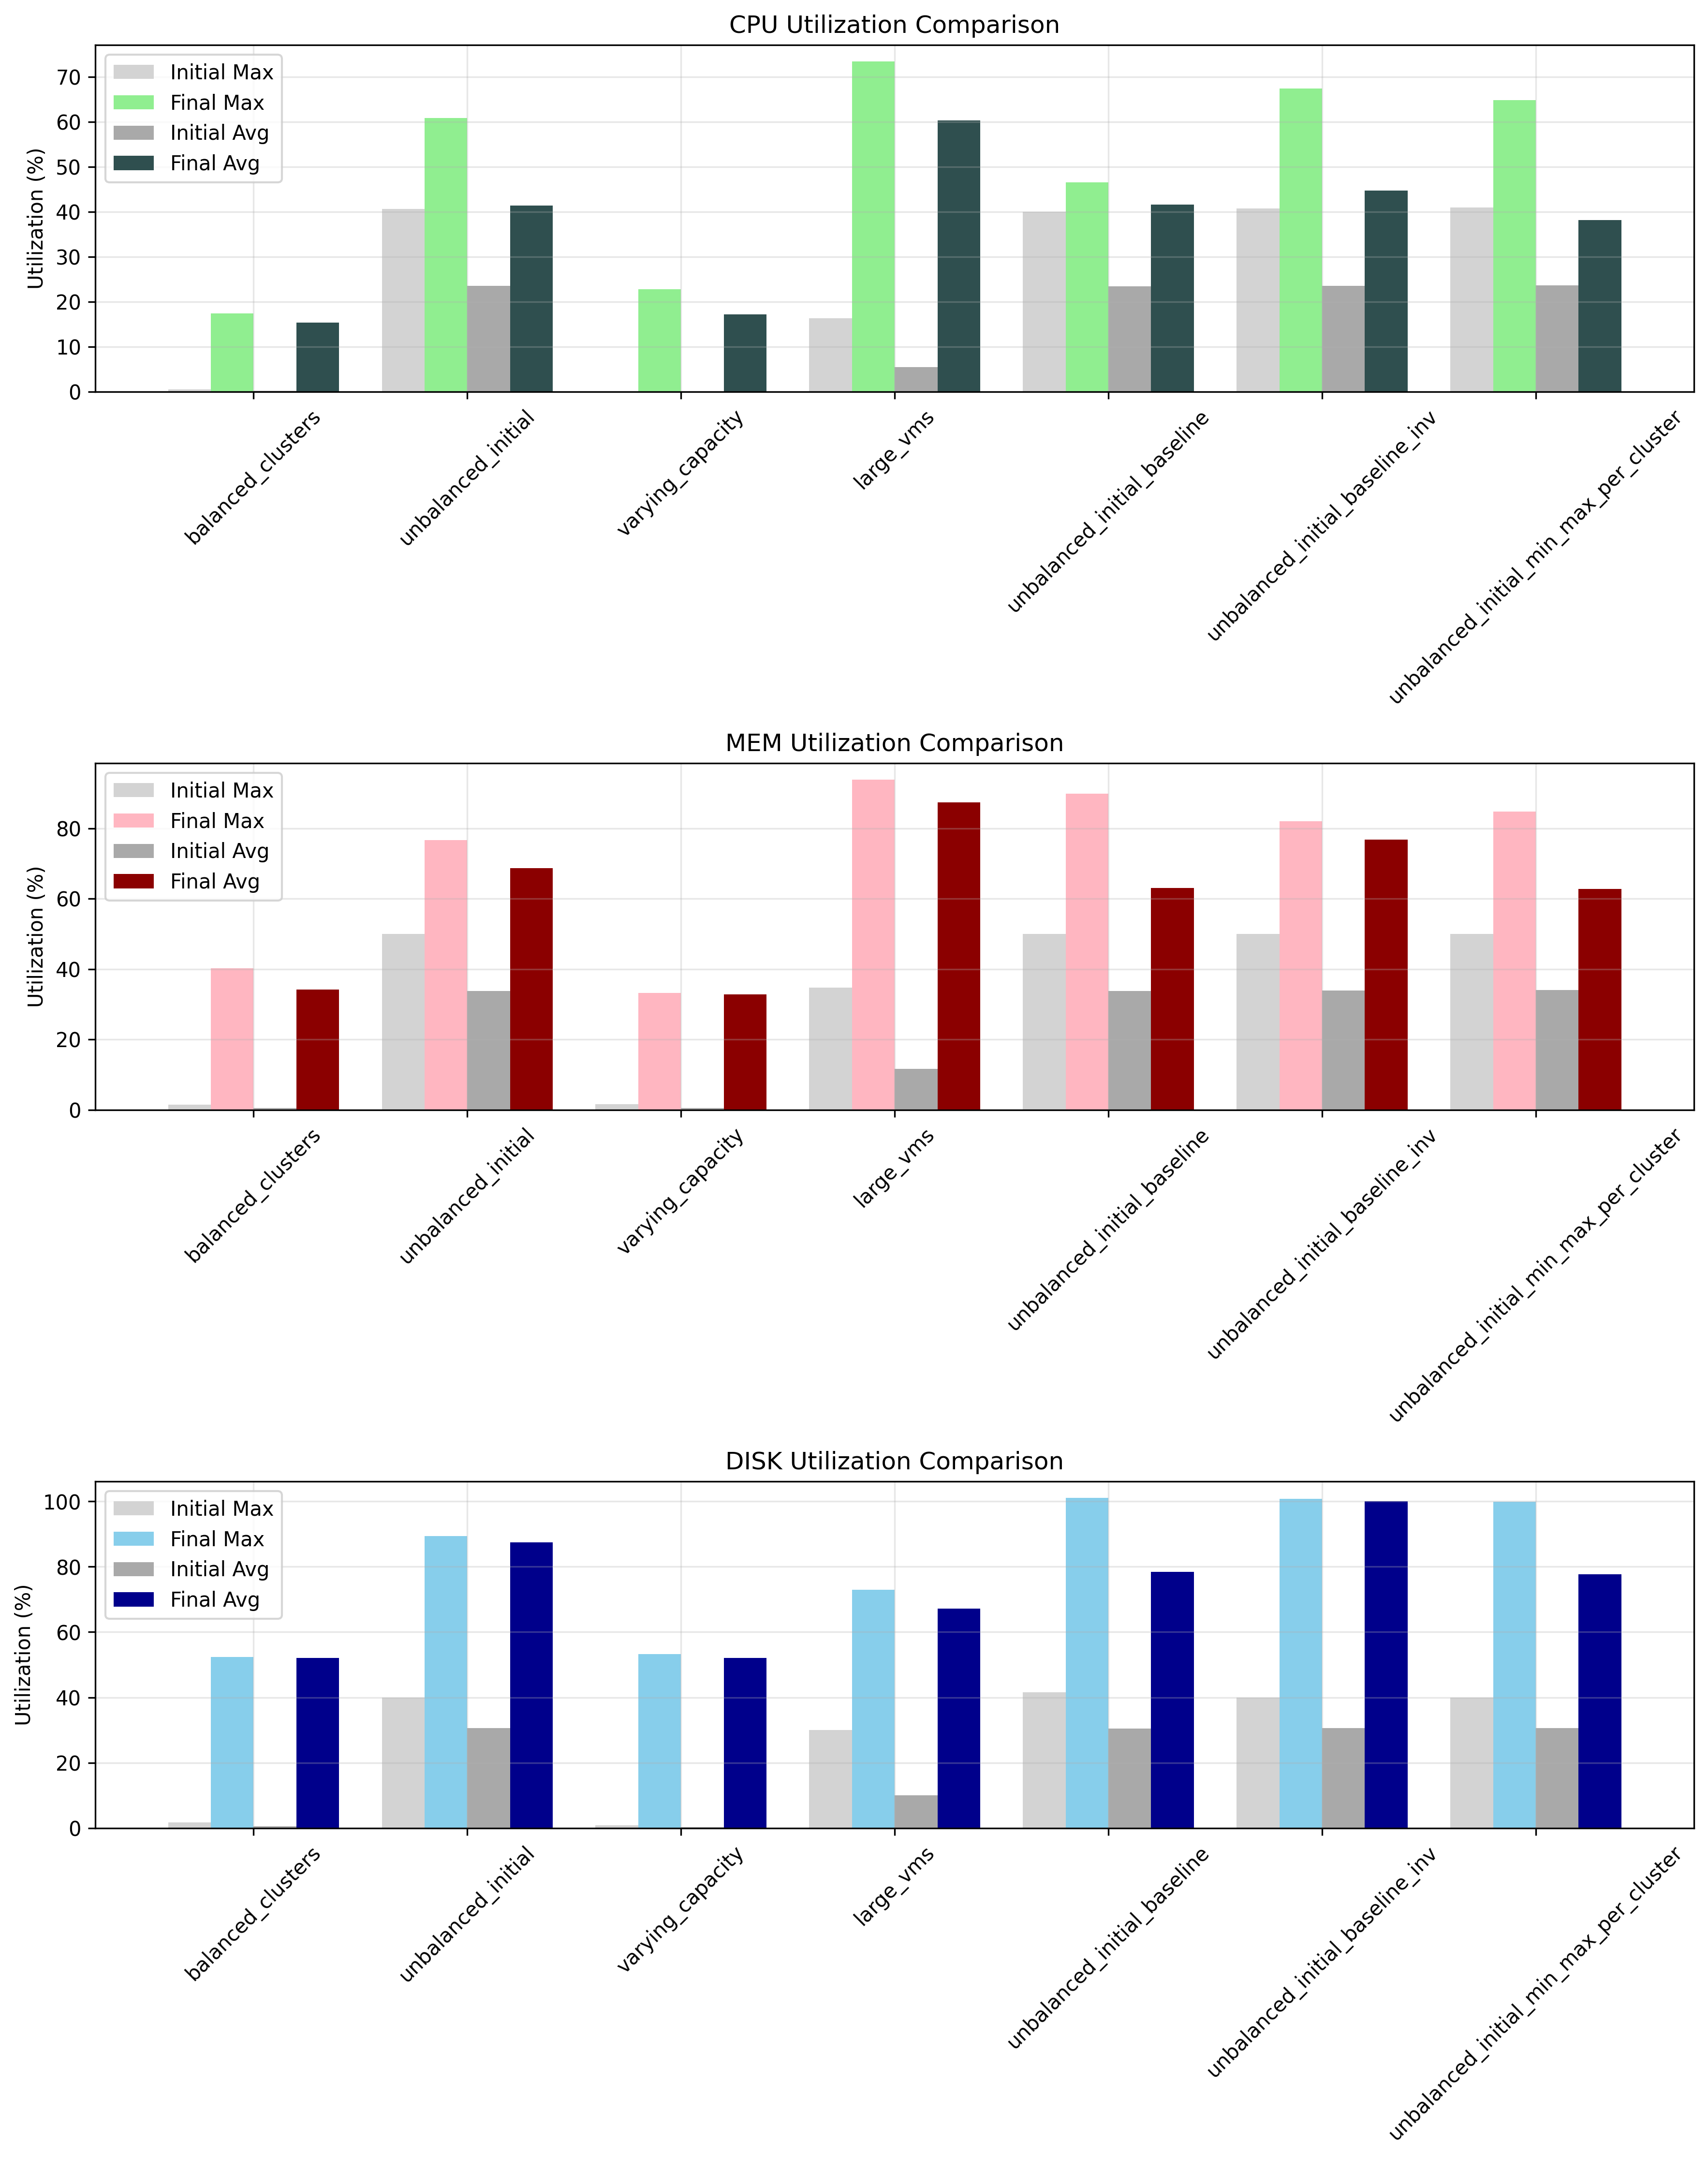 CPU Utilization Comparison
Utilization (%)
70
60
50
40
30
20
10
0
Initial Max
Final Max
Initial Avg
Final Avg
balanced_clusters
unbalanced_initial
varying_capacity
large_vms
unbalanced_initial_baseline
unbalanced_initial_baseline_inv
unbalanced_initial_min_max_per_cluster
MEM Utilization Comparison
Utilization (%)
80
60
40
20
0
Initial Max
Final Max
Initial Avg
Final Avg
balanced_clusters
unbalanced_initial
varying_capacity
large_vms
unbalanced_initial_baseline
unbalanced_initial_baseline_inv
unbalanced_initial_min_max_per_cluster
DISK Utilization Comparison
Utilization (%)
100
80
60
40
20
0
Initial Max
Final Max
Initial Avg
Final Avg
balanced_clusters
unbalanced_initial
varying_capacity
large_vms
unbalanced_initial_baseline
unbalanced_initial_baseline_inv
unbalanced_initial_min_max_per_cluster